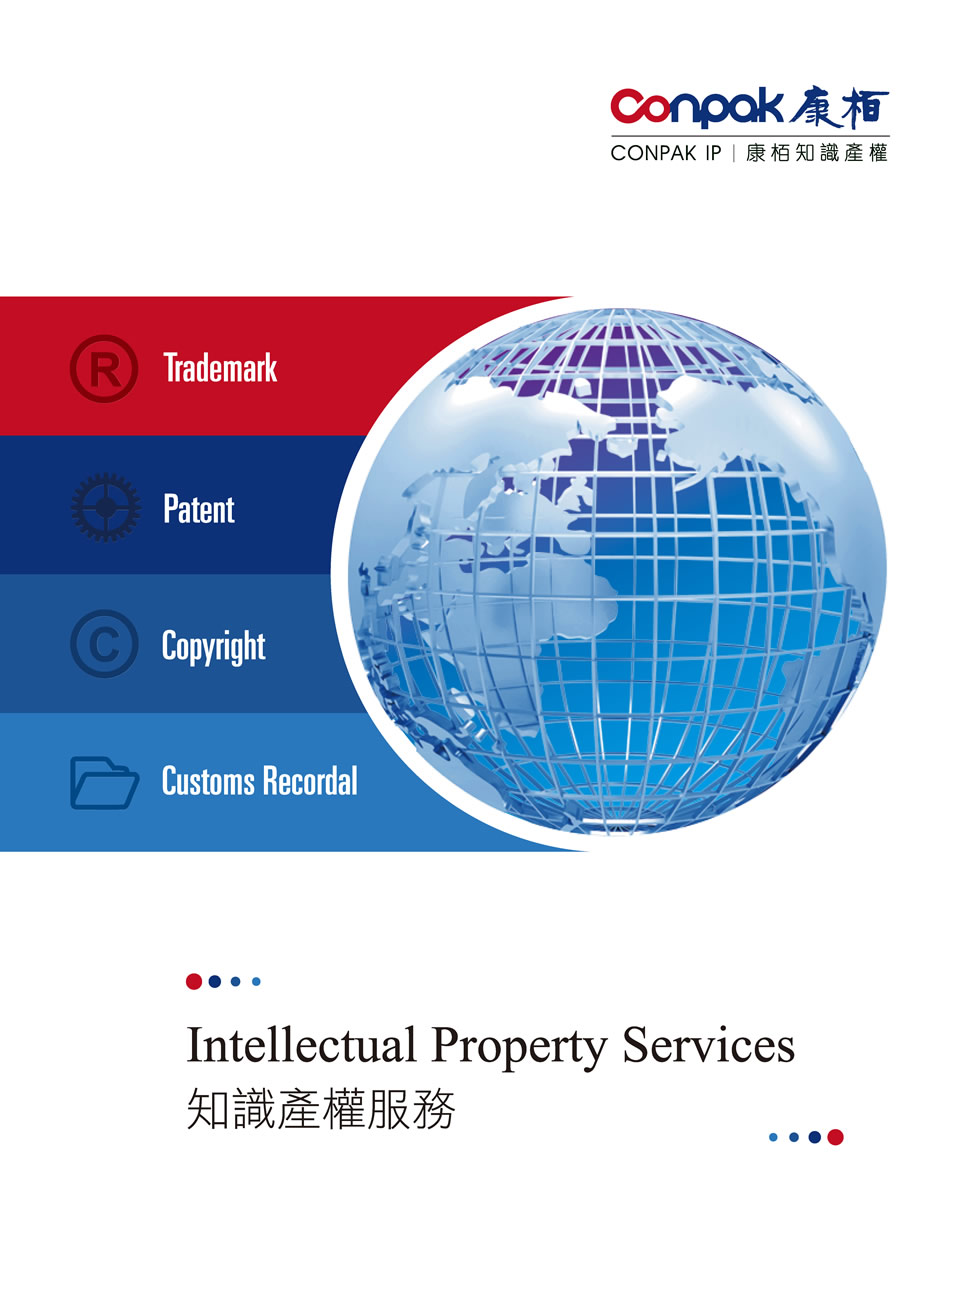 Conpak 康栢
CONPAK IP | 康栢知識產權
® Trademark
Patent
© Copyright
Customs Recordal
Intellectual Property Services
知識產權服務